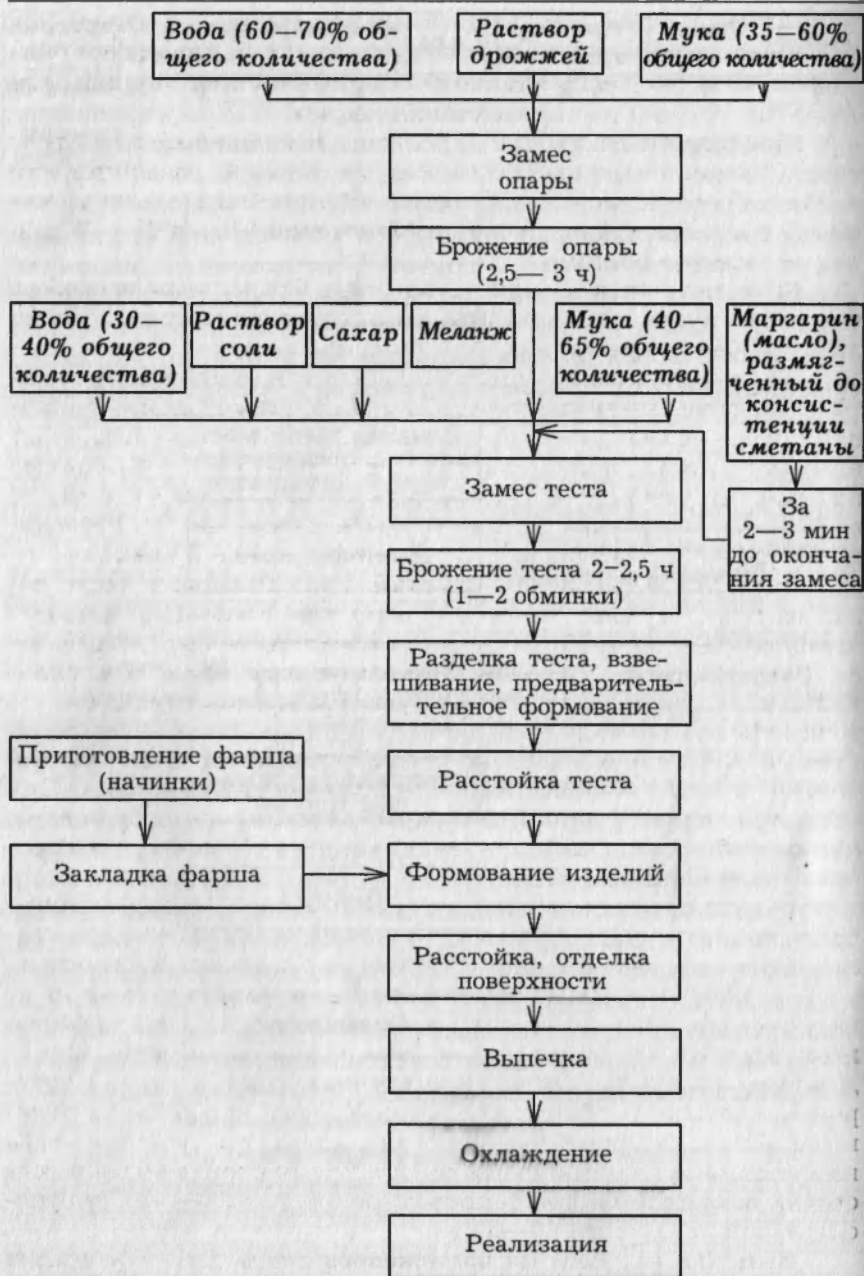 Вода (60—70% об-
щего количества)
Раствор
дрожжей
Мука (35—60%
общего количества)
Замес
опары
Брожение опары
(2,5— 3 ч)
Вода (30—
40% общего
количества)
Раствор
соли
Сахар
Меланж
Мука (40—
65% общего
количества)
Маргарин
(масло),
размяг-
ченный до
консис-
тенции
сметаны
Замес теста
За
2—3 мин
до оконча-
ния замеса
Брожение теста 2—2,5 ч
(1—2 обминки)
Разделка теста, взве-
шивание, предваритель-
тельное формование
Приготовление фарша
(начинки)
Расстойка теста
Закладка фарша
Формование изделий
Расстойка, отделка
поверхности
Выпечка
Охлаждение
Реализация